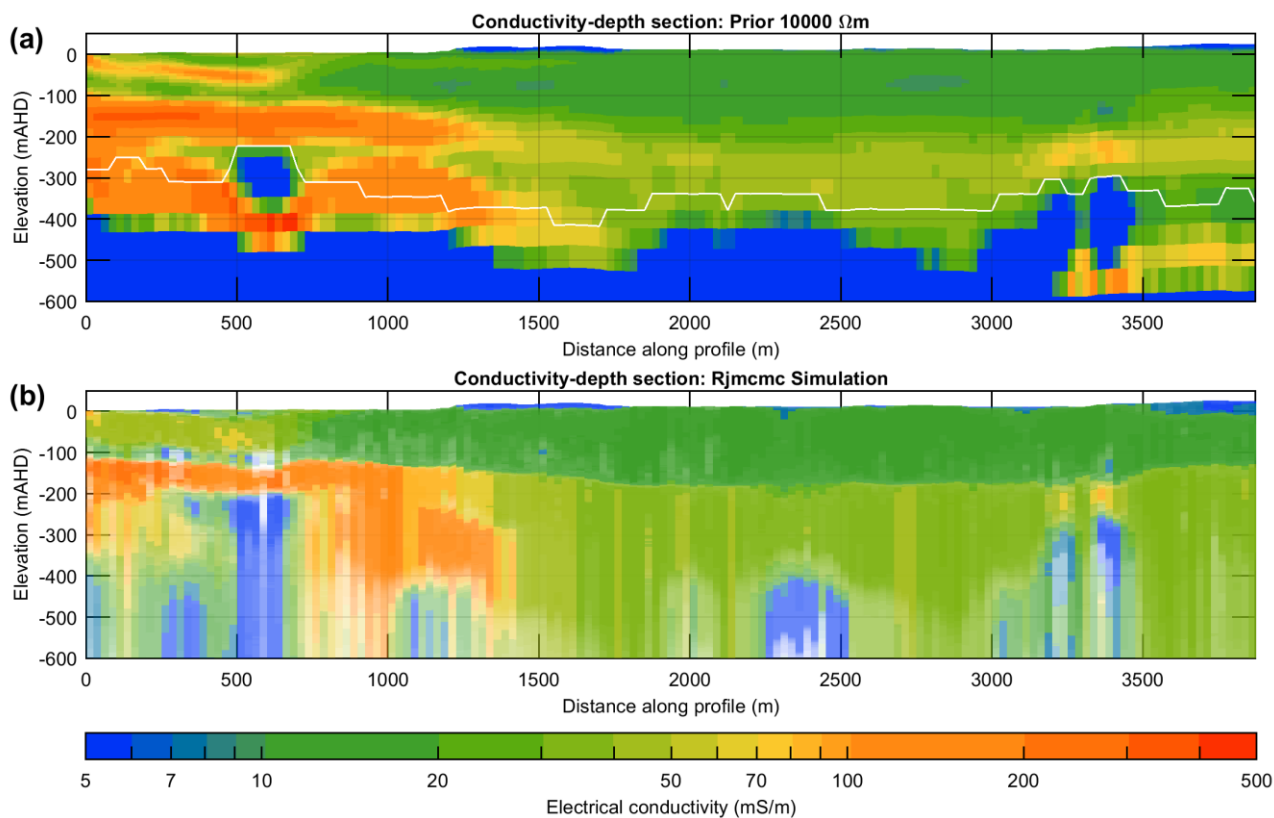 Conductivity-depth section: Prior 10000 Ωm
(a)
0
-100
-200
-300
-400
-500
-600
Elevation (mAHD)
0 500 1000 1500 2000 2500 3000 3500
Distance along profile (m)
Conductivity-depth section: Rjmcmc Simulation
(b)
0
-100
-200
-300
-400
-500
-600
Elevation (mAHD)
0 500 1000 1500 2000 2500 3000 3500
Distance along profile (m)
5 7 10 20 50 70 100 200 500
Electrical conductivity (mS/m)